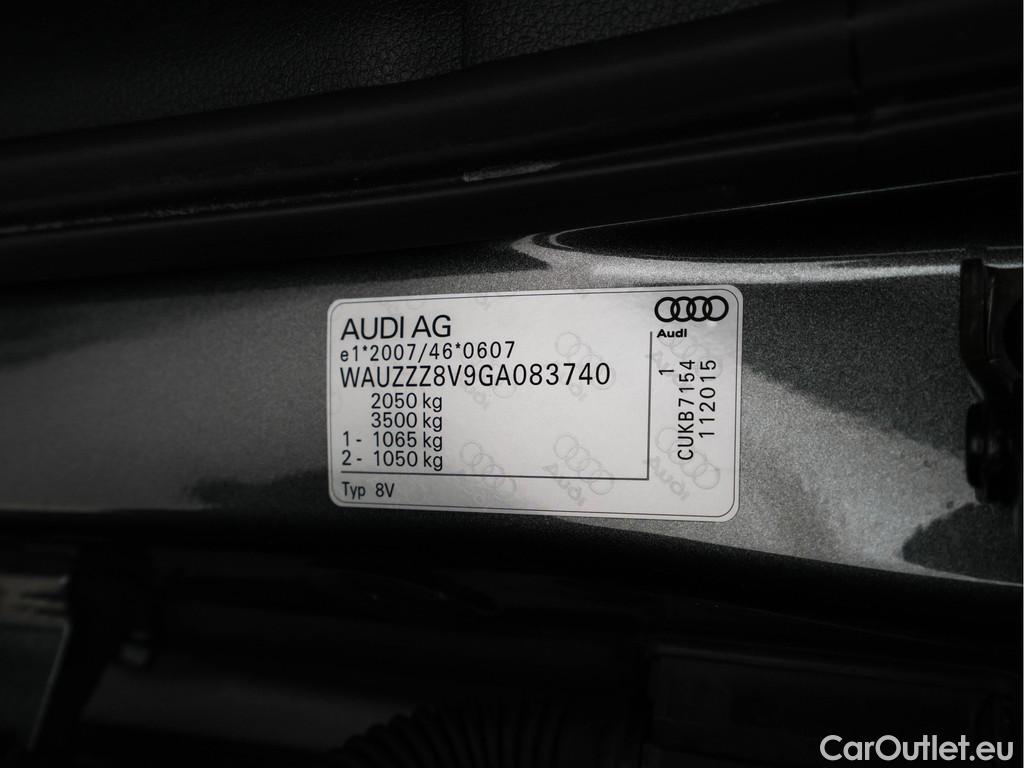 AUDI AG
e1*2007/46*0607
WAUZZZ8V9GA083740
2050 kg
3500 kg
1 - 1065 kg
2 - 1050 kg
Typ 8V
Audi
1
CUKB7154
112015
CarOutlet.eu